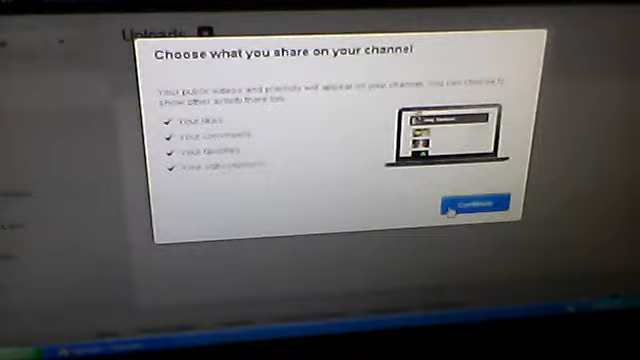 Uploads
Choose what you share on your channel
Your public videos and playlists will appear on your channel. You can choose to
show other activity there too.
Your likes
Your comments
Your favorites
Your subscriptions
Continue